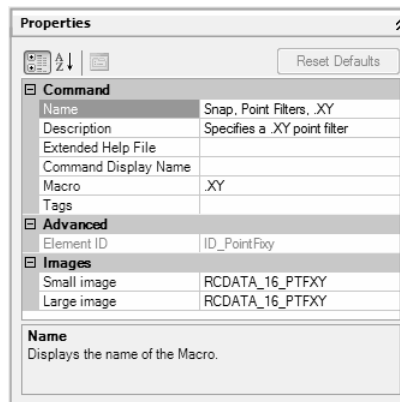 Properties
Reset Defaults
Command
Name Snap, Point Filters, .XY
Description Specifies a .XY point filter
Extended Help File
Command Display Name
Macro .XY
Tags
Advanced
Element ID ID_PointFixy
Images
Small image RCDATA_16_PTFXY
Large image RCDATA_16_PTFXY
Name
Displays the name of the Macro.